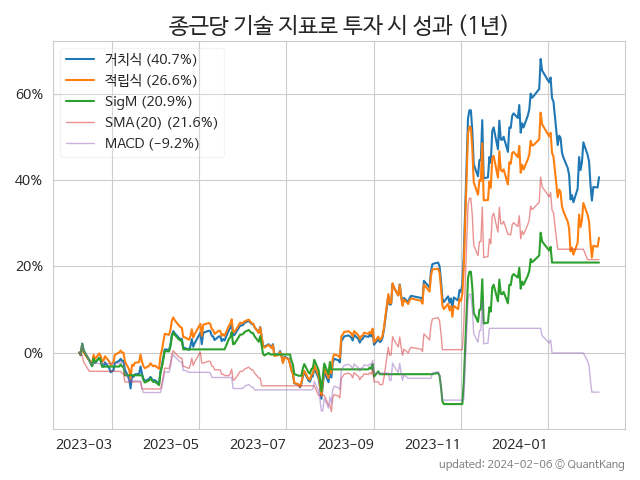 종근당 기술 지표로 투자 시 성과 (1년)
거치식 (40.7%)
적립식 (26.6%)
SigM (20.9%)
SMA(20) (21.6%)
MACD (−9.2%)
60%
40%
20%
0%
2023-03 2023-05 2023-07 2023-09 2023-11 2024-01
updated: 2024-02-06 © QuantKang